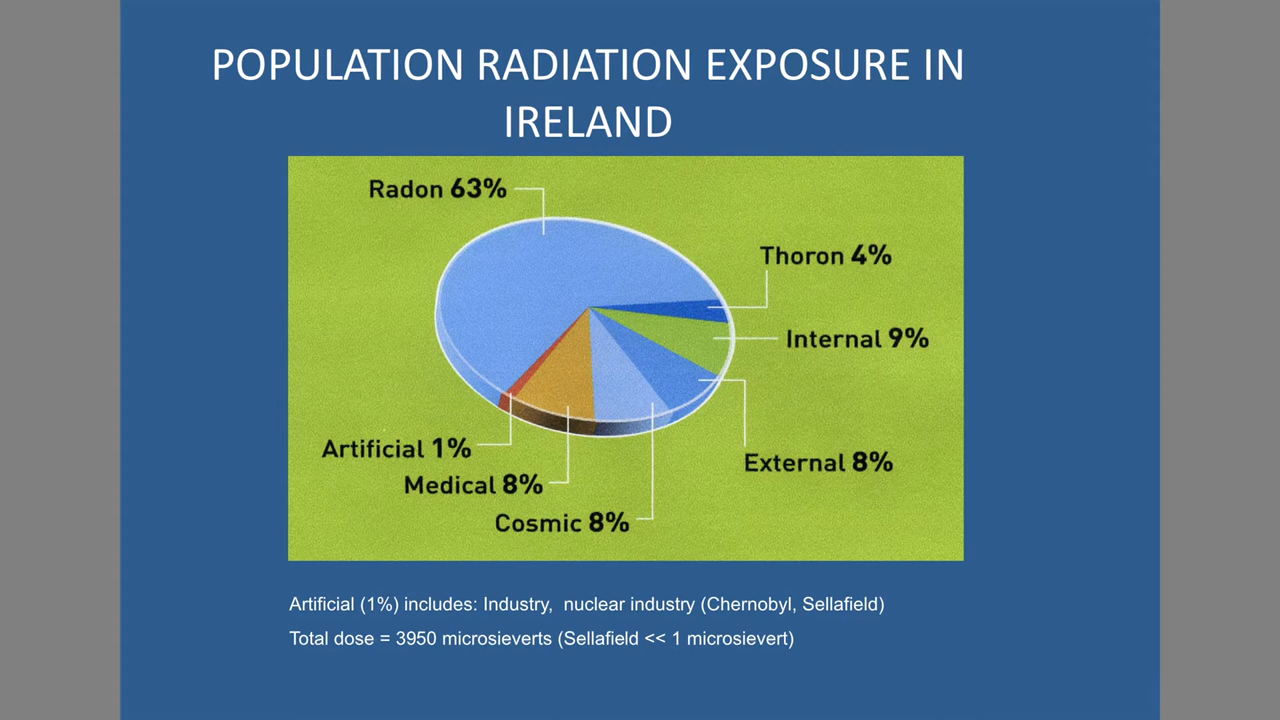 POPULATION RADIATION EXPOSURE IN
IRELAND
Radon 63%
Thoron 4%
Internal 9%
External 8%
Artificial 1%
Medical 8%
Cosmic 8%
Artificial (1%) includes: Industry, nuclear industry (Chernobyl, Sellafield)
Total dose = 3950 microsieverts (Sellafield << 1 microsievert)